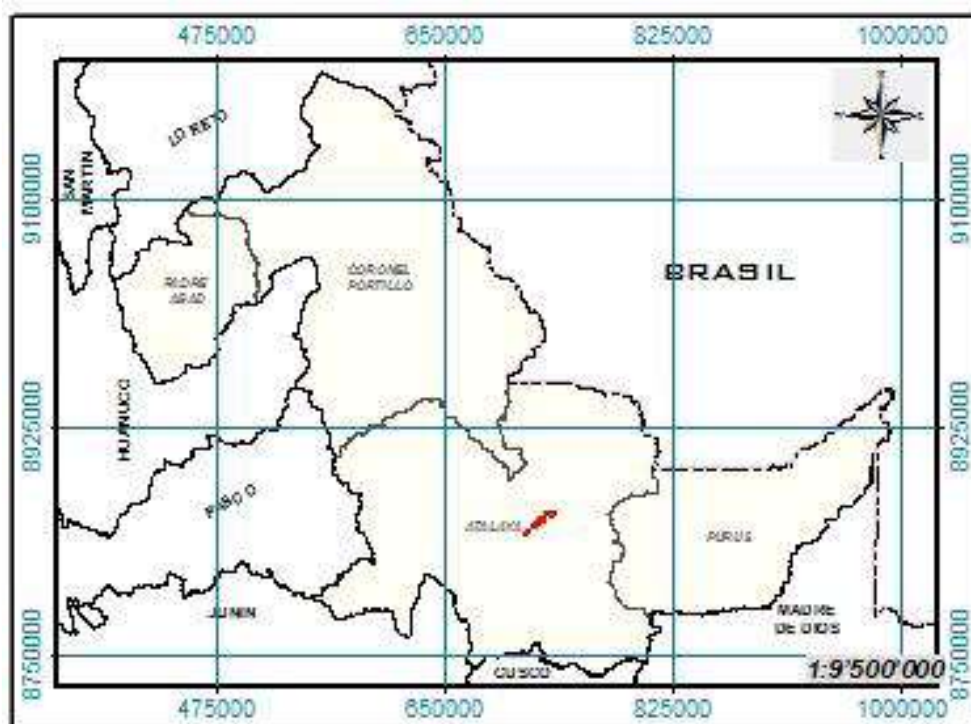 475000 650000 825000 1000000
LORETO
SAN
MARTIN
9100000 9100000
PADRE
ABAD
CORONEL
PORTILLO
BRASIL
HUANUCO
8925000 8925000
PASCO
ATALAYA
PURUS
JUNIN
MADRE
DE DIOS
CUSCO
8750000 8750000
1:9'500'000
475000 650000 825000 1000000